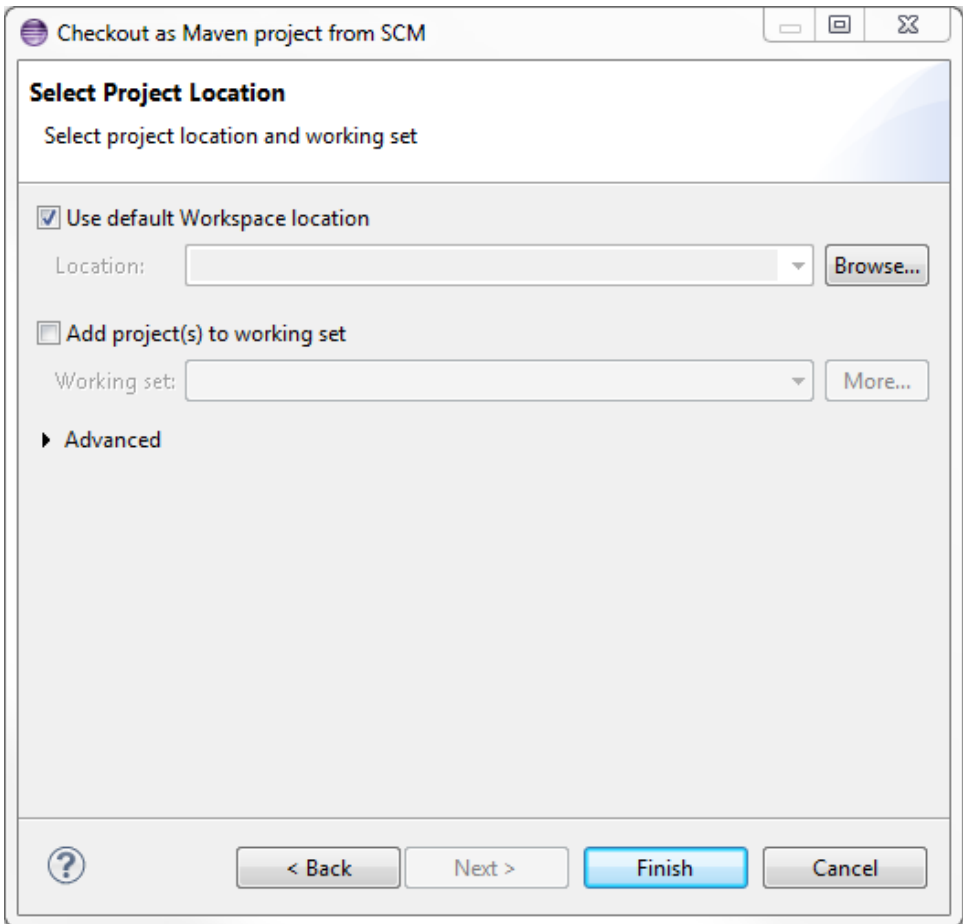 Checkout as Maven project from SCM
Select Project Location
Select project location and working set
Use default Workspace location
Location:
Browse...
Add project(s) to working set
Working set:
More...
Advanced
?
< Back
Next >
Finish
Cancel